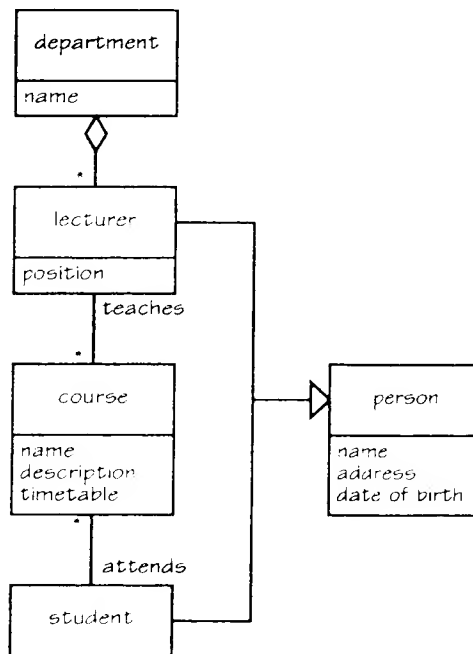 department
name
*
lecturer
position
teaches
*
course
name
description
timetable
*
attends
student
person
name
address
date of birth